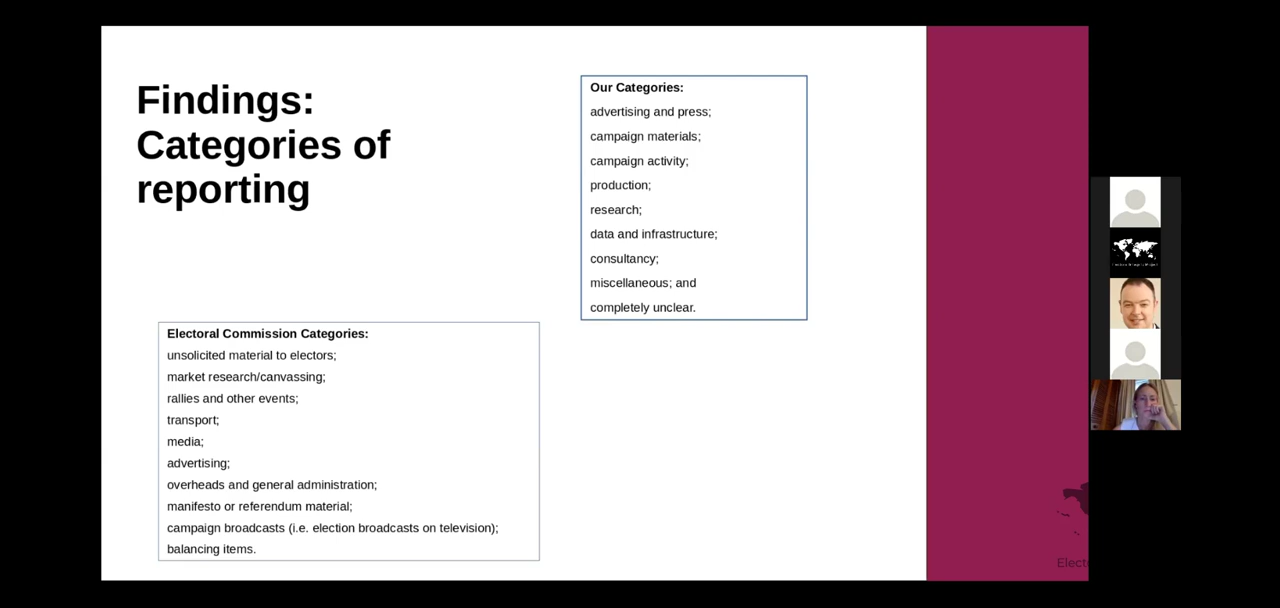 Findings:
Categories of
reporting
Our Categories:
advertising and press;
campaign materials;
campaign activity;
production;
research;
data and infrastructure;
consultancy;
miscellaneous; and
completely unclear.
Electoral Commission Categories:
unsolicited material to electors;
market research/canvassing;
rallies and other events;
transport;
media;
advertising;
overheads and general administration;
manifesto or referendum material;
campaign broadcasts (i.e. election broadcasts on television);
balancing items.